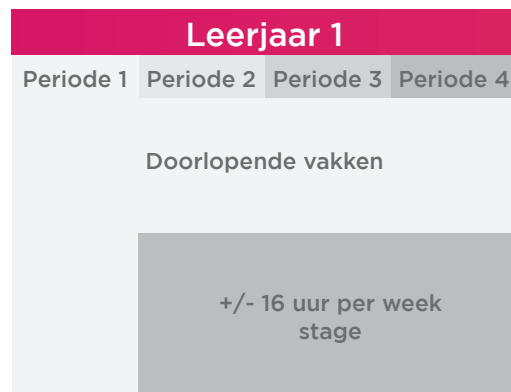 Leerjaar 1
Periode 1 Periode 2 Periode 3 Periode 4
Doorlopende vakken
+/- 16 uur per week
stage